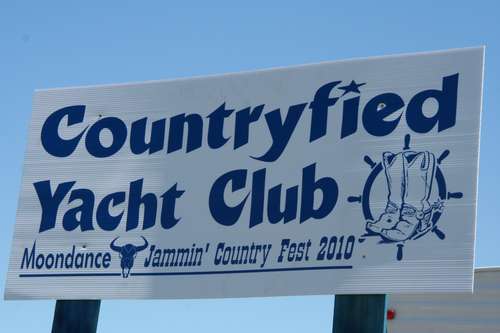 Countryfied
Yacht Club
Moondance Jammin' Country Fest 2010